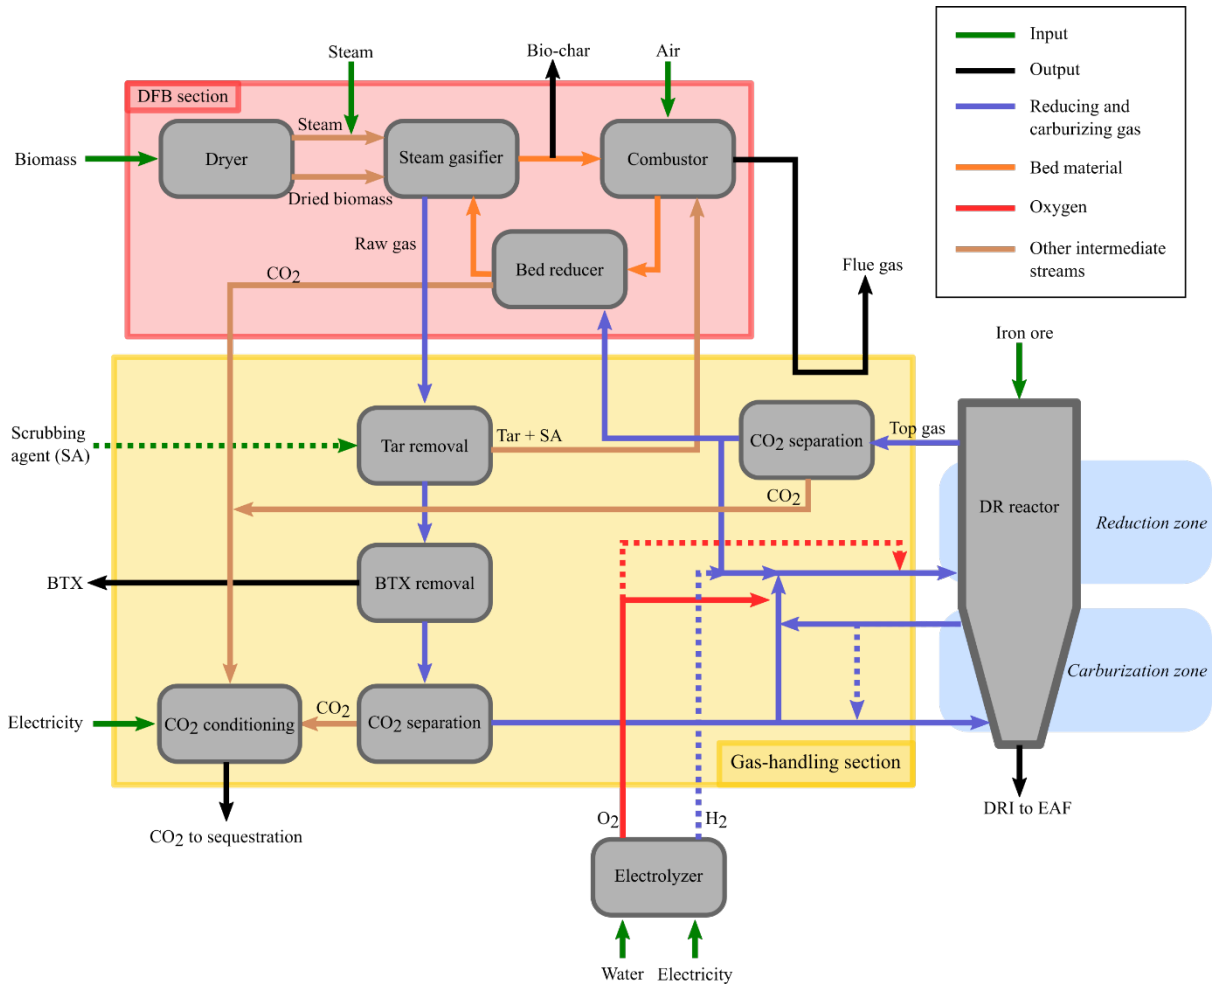 Steam
Bio-char
Air
Input
Output
Reducing and
carburizing gas
Bed material
Oxygen
Other intermediate
streams
DFB section
Steam
Biomass
Dryer
Steam gasifier
Combustor
Dried biomass
Raw gas
Bed reducer
CO2
Flue gas
Iron ore
Scrubbing
agent (SA)
Tar removal
Tar + SA
CO2 separation
Top gas
CO2
DR reactor
Reduction zone
BTX
BTX removal
Carburization zone
Electricity
CO2 conditioning
CO2
CO2 separation
Gas-handling section
DRI to EAF
CO2 to sequestration
O2
H2
Electrolyzer
Water
Electricity